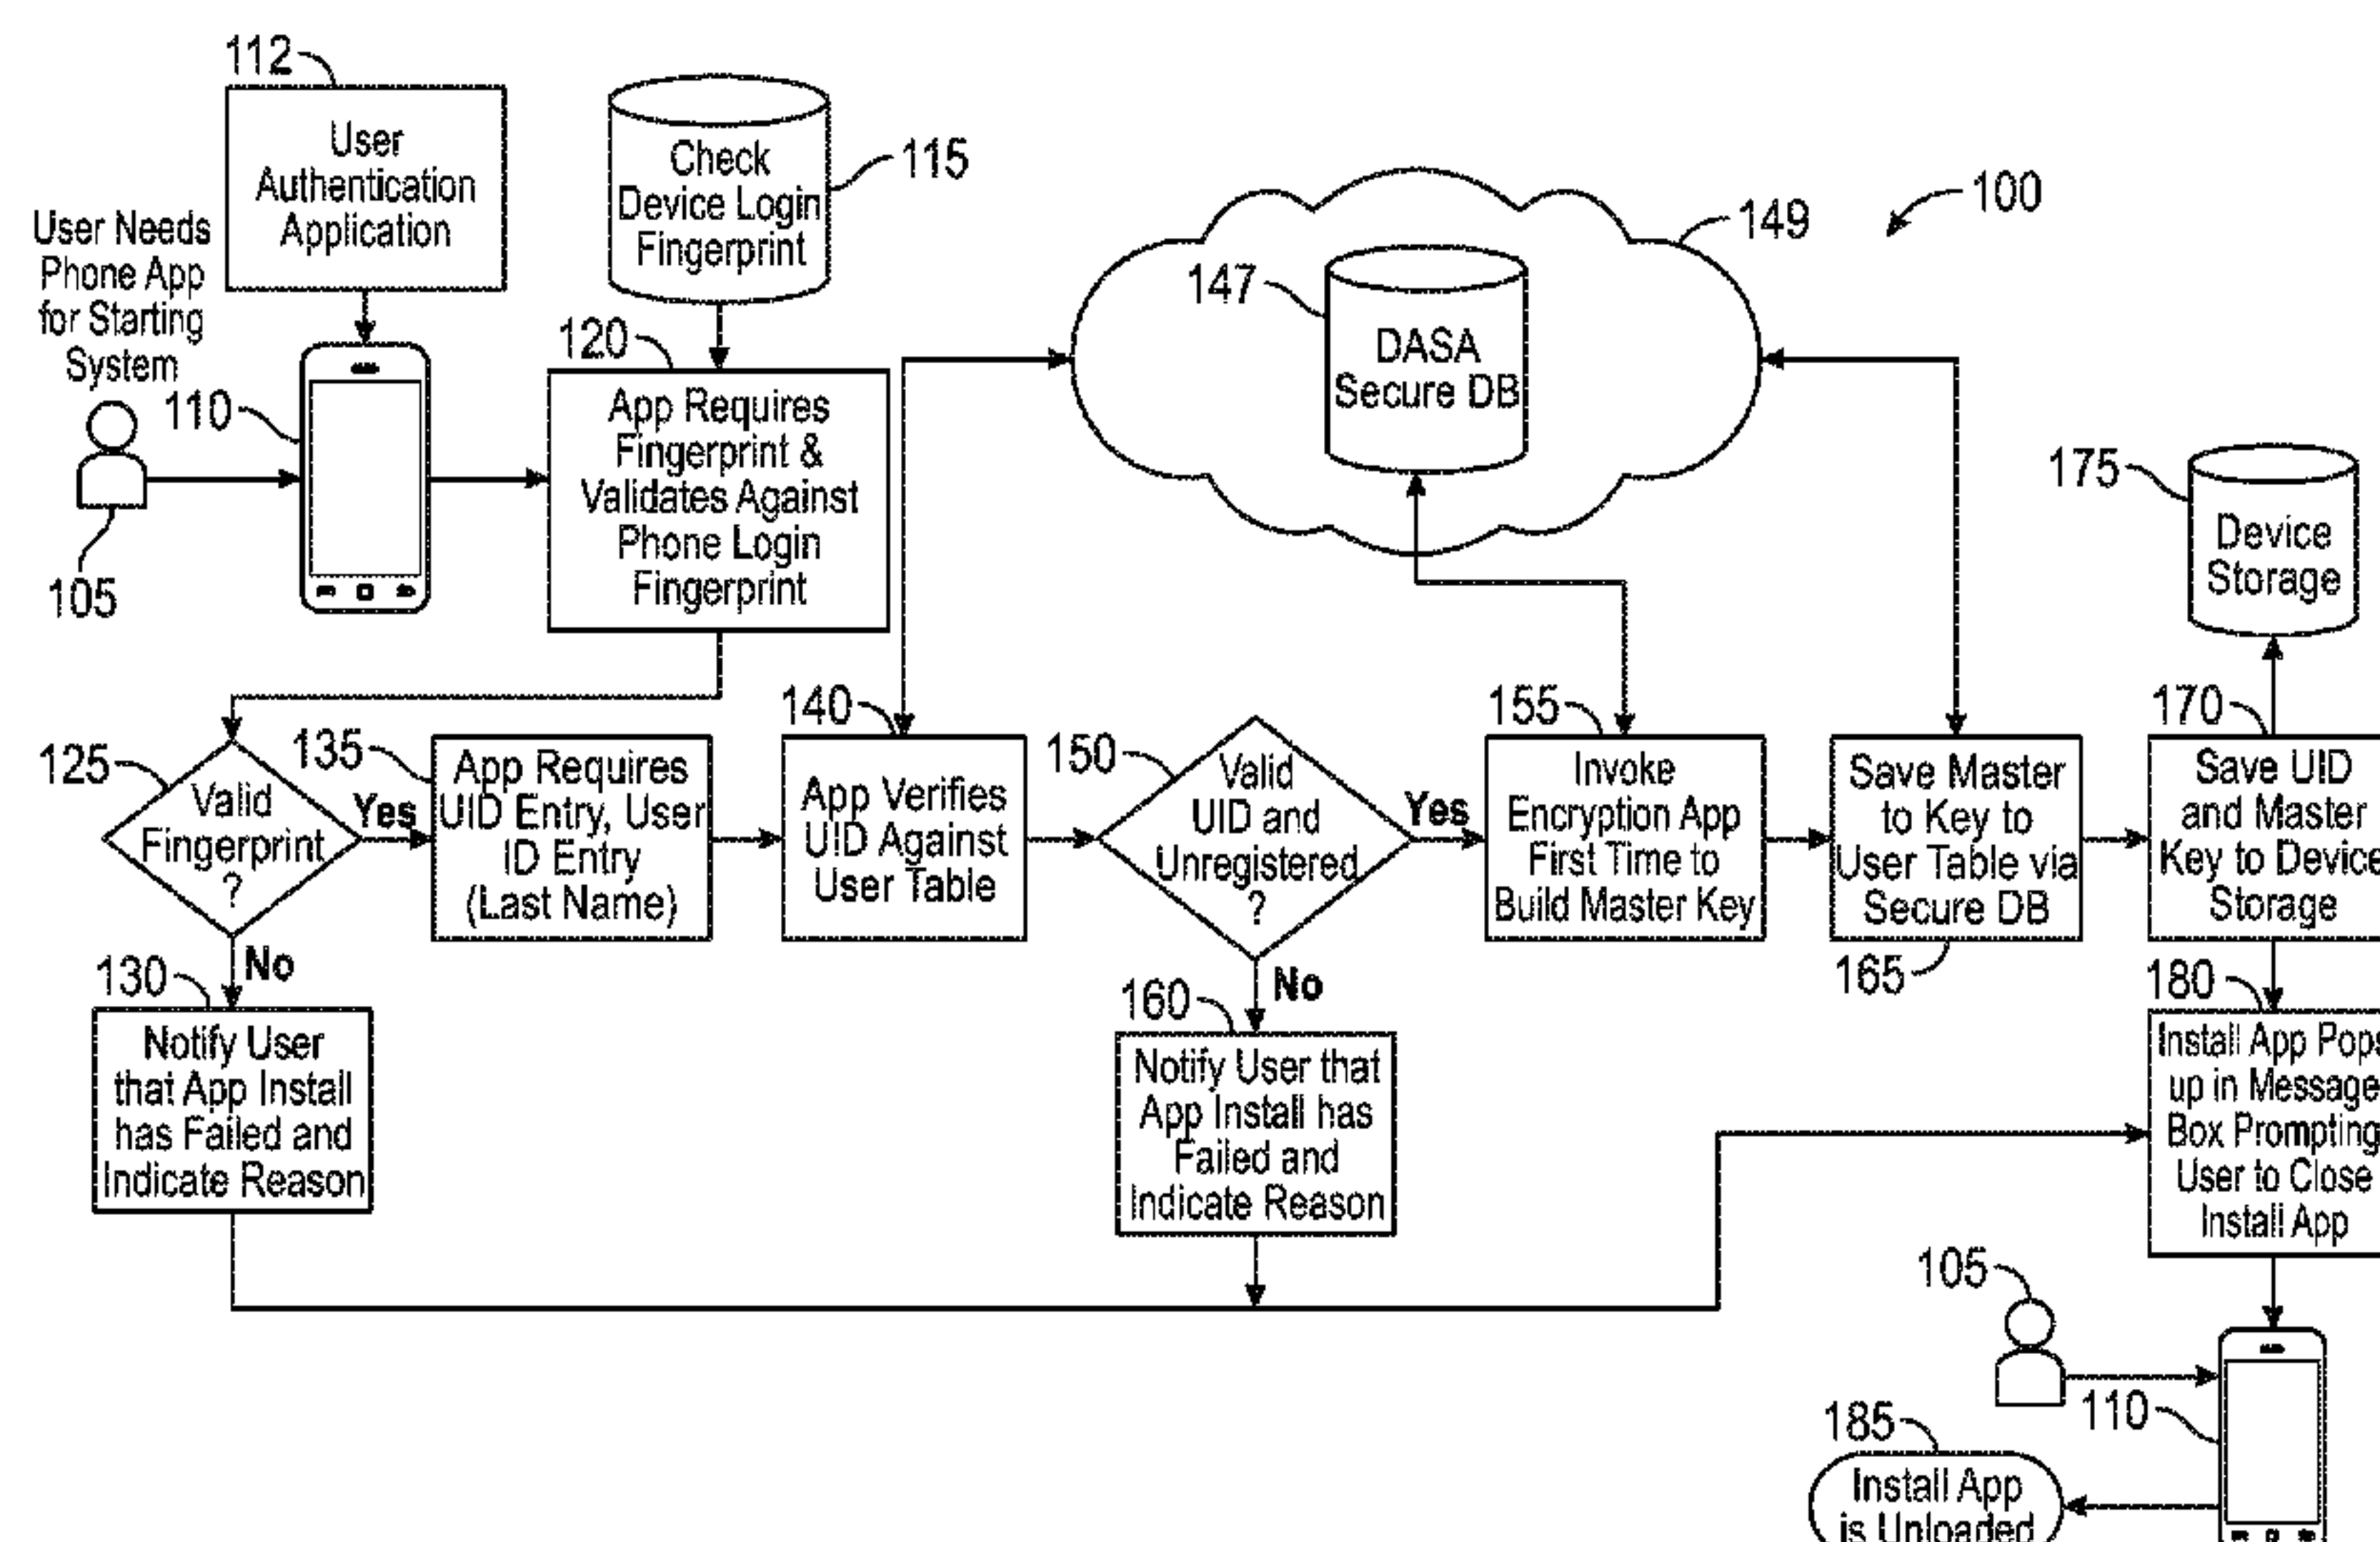 112
User
Authentication
Application
User Needs
Phone App
for Starting
System
110
105
Check
Device Login
Fingerprint
115
120
App Requires
Fingerprint &
Validates Against
Phone Login
Fingerprint
100
149
147
DASA
Secure DB
175
Device
Storage
125
Valid
Fingerprint
?
Yes
No
135
App Requires
UID Entry, User
ID Entry
(Last Name)
140
App Verifies
UID Against
User Table
150
Valid
UID and
Unregistered
?
Yes
No
155
Invoke
Encryption App
First Time to
Build Master Key
Save Master
to Key to
User Table via
Secure DB
165
170
Save UID
and Master
Key to Device
Storage
130
Notify User
that App Install
has Failed and
Indicate Reason
160
Notify User that
App Install has
Failed and
Indicate Reason
180
Install App Pops
up in Message
Box Prompting
User to Close
Install App
105
110
185
Install App
is Unloaded